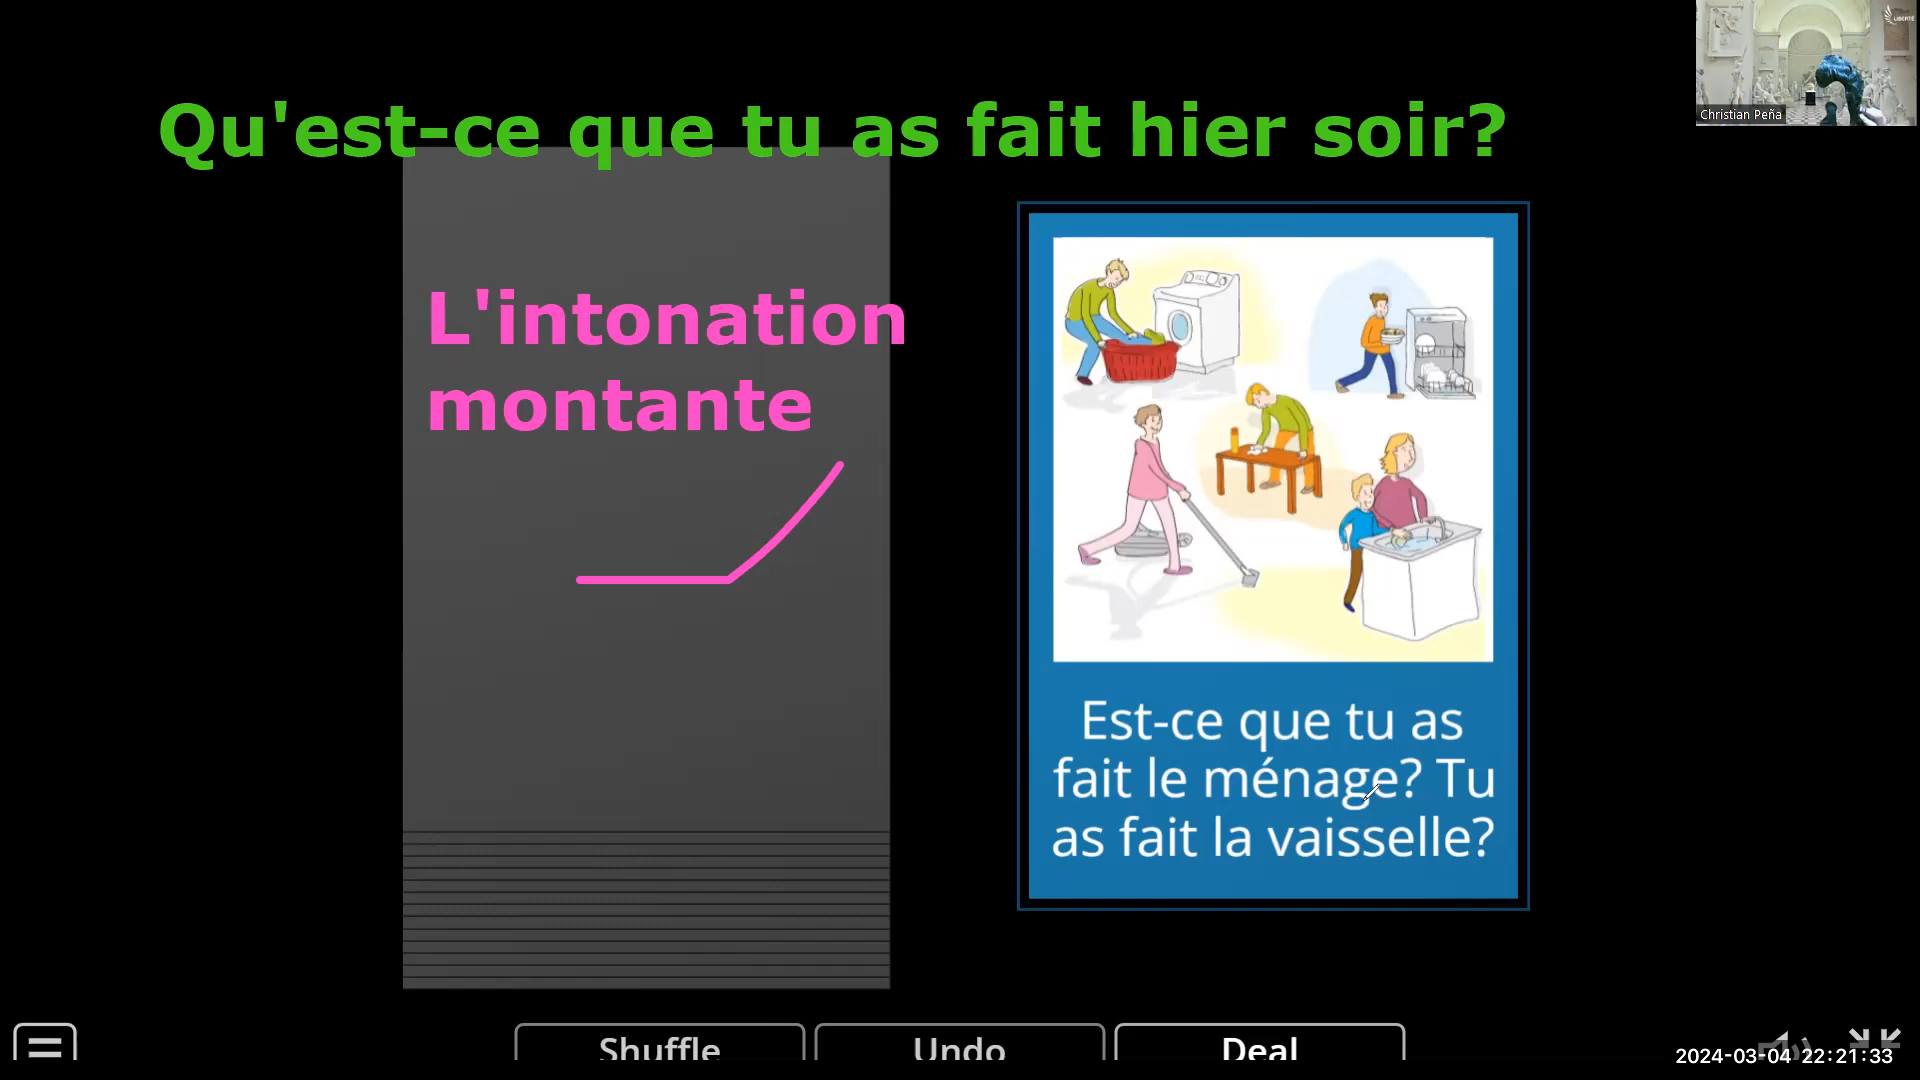 LIBERTÉ
Christian Peña
Qu'est-ce que tu as fait hier soir?
L'intonation
montante
Est-ce que tu as
fait le ménage? Tu
as fait la vaisselle?
Shuffle
Undo
Deal
2024-03-04 22:21:33